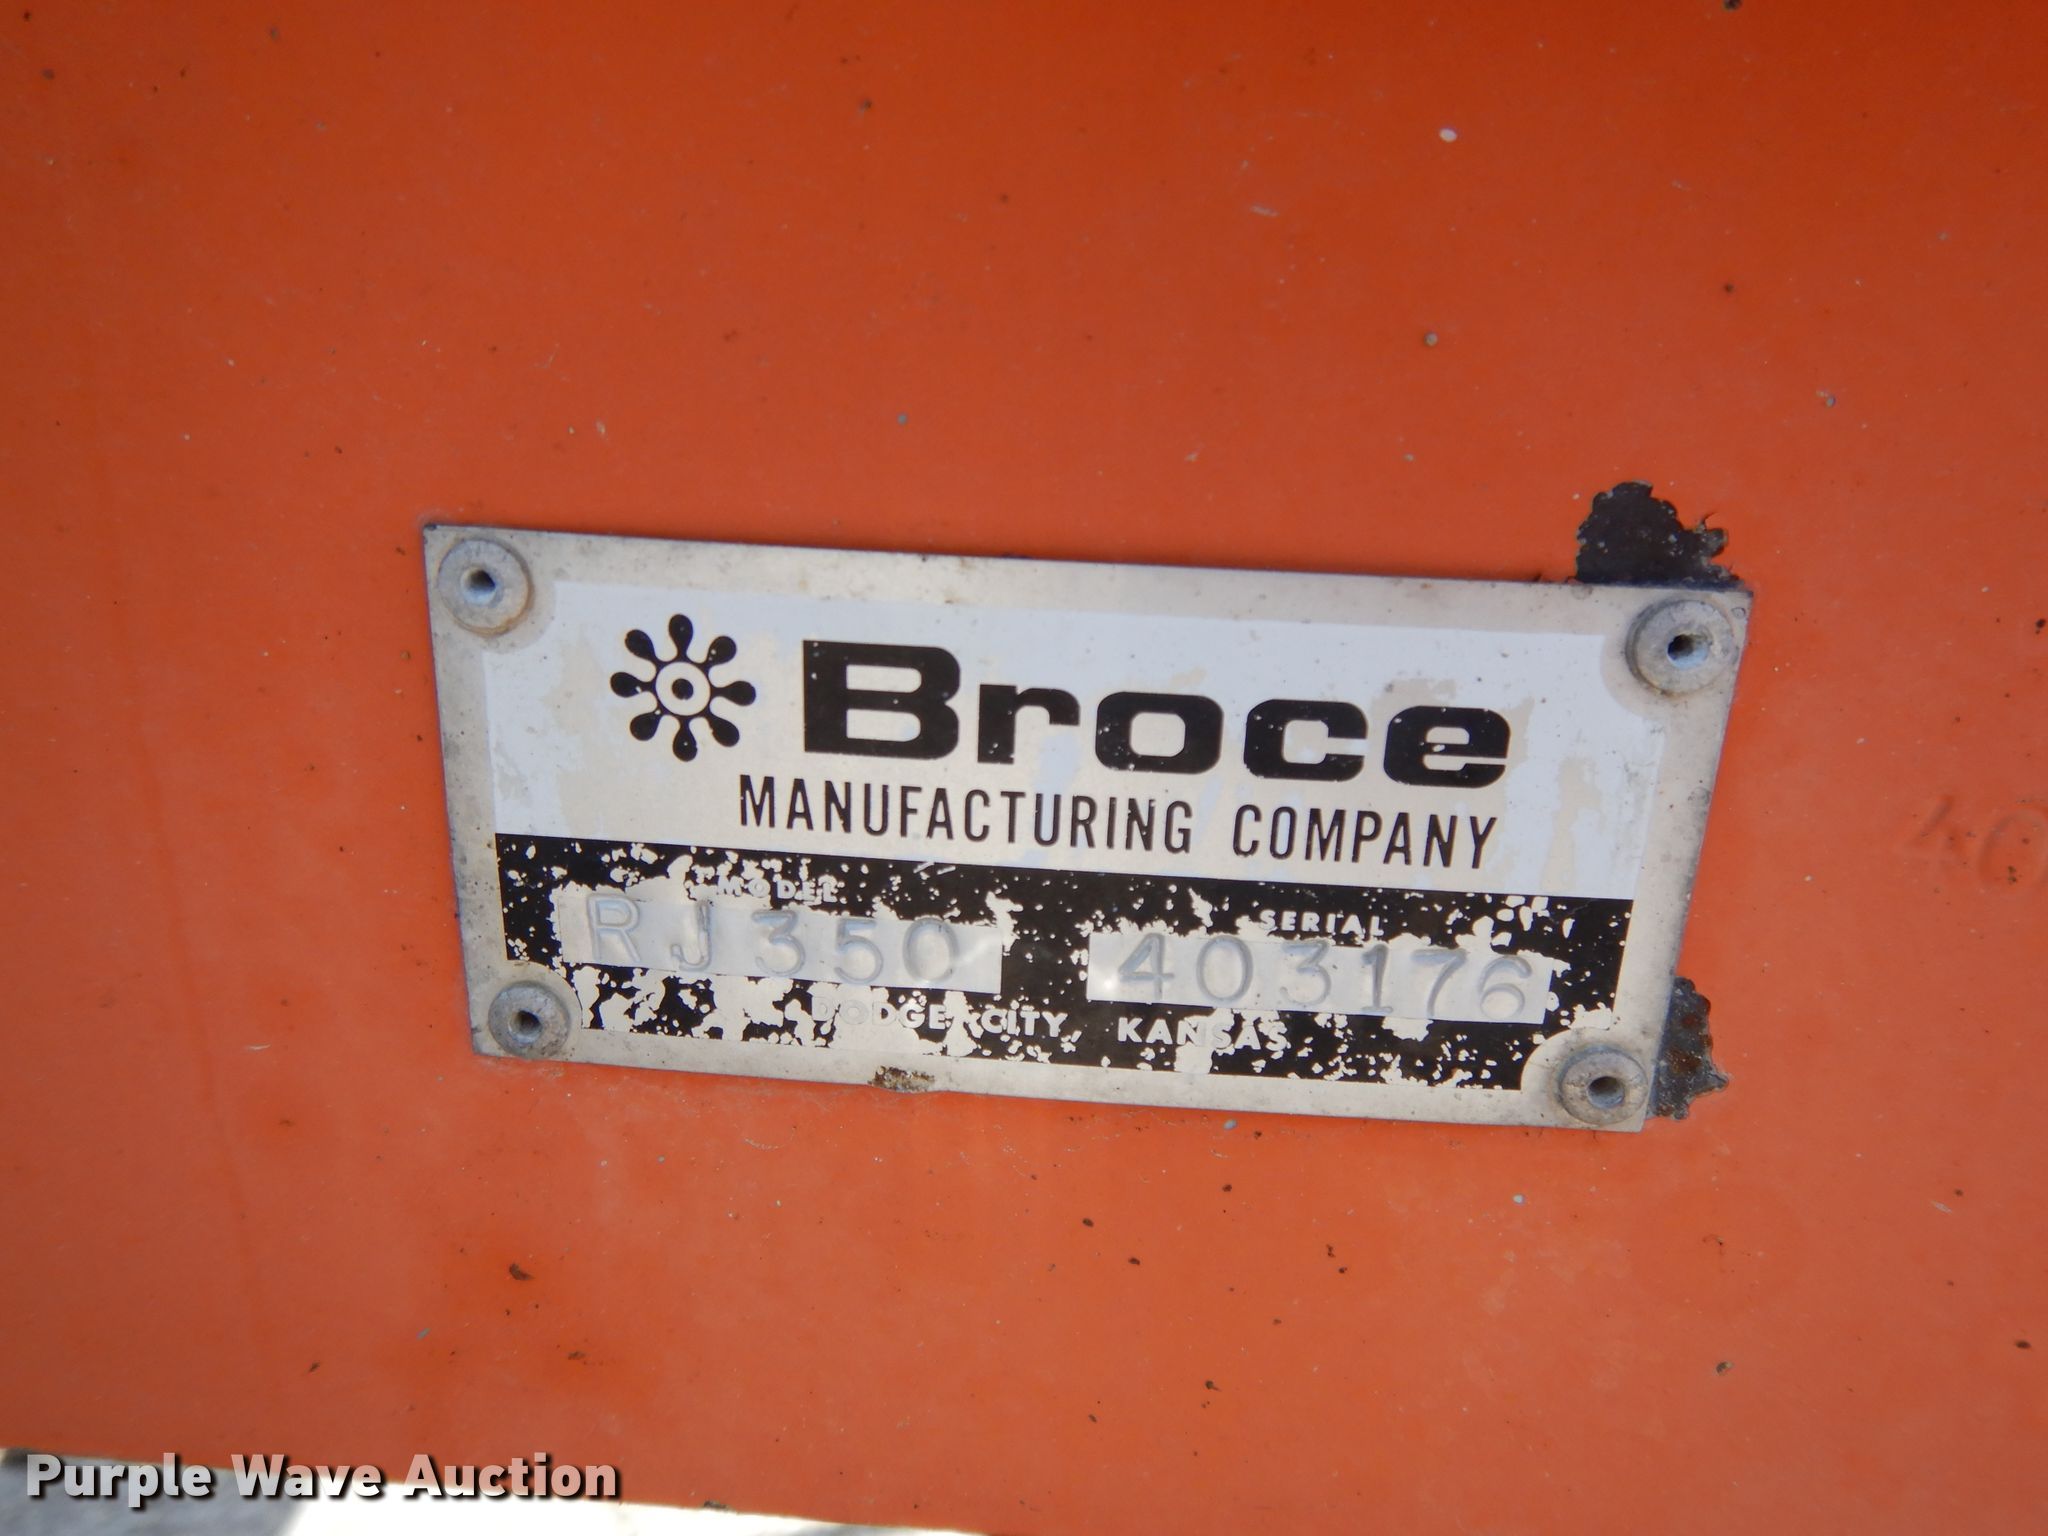 Broce
MANUFACTURING COMPANY
MODEL SERIAL
RJ350 403176
DODGE CITY, KANSAS
Purple Wave Auction